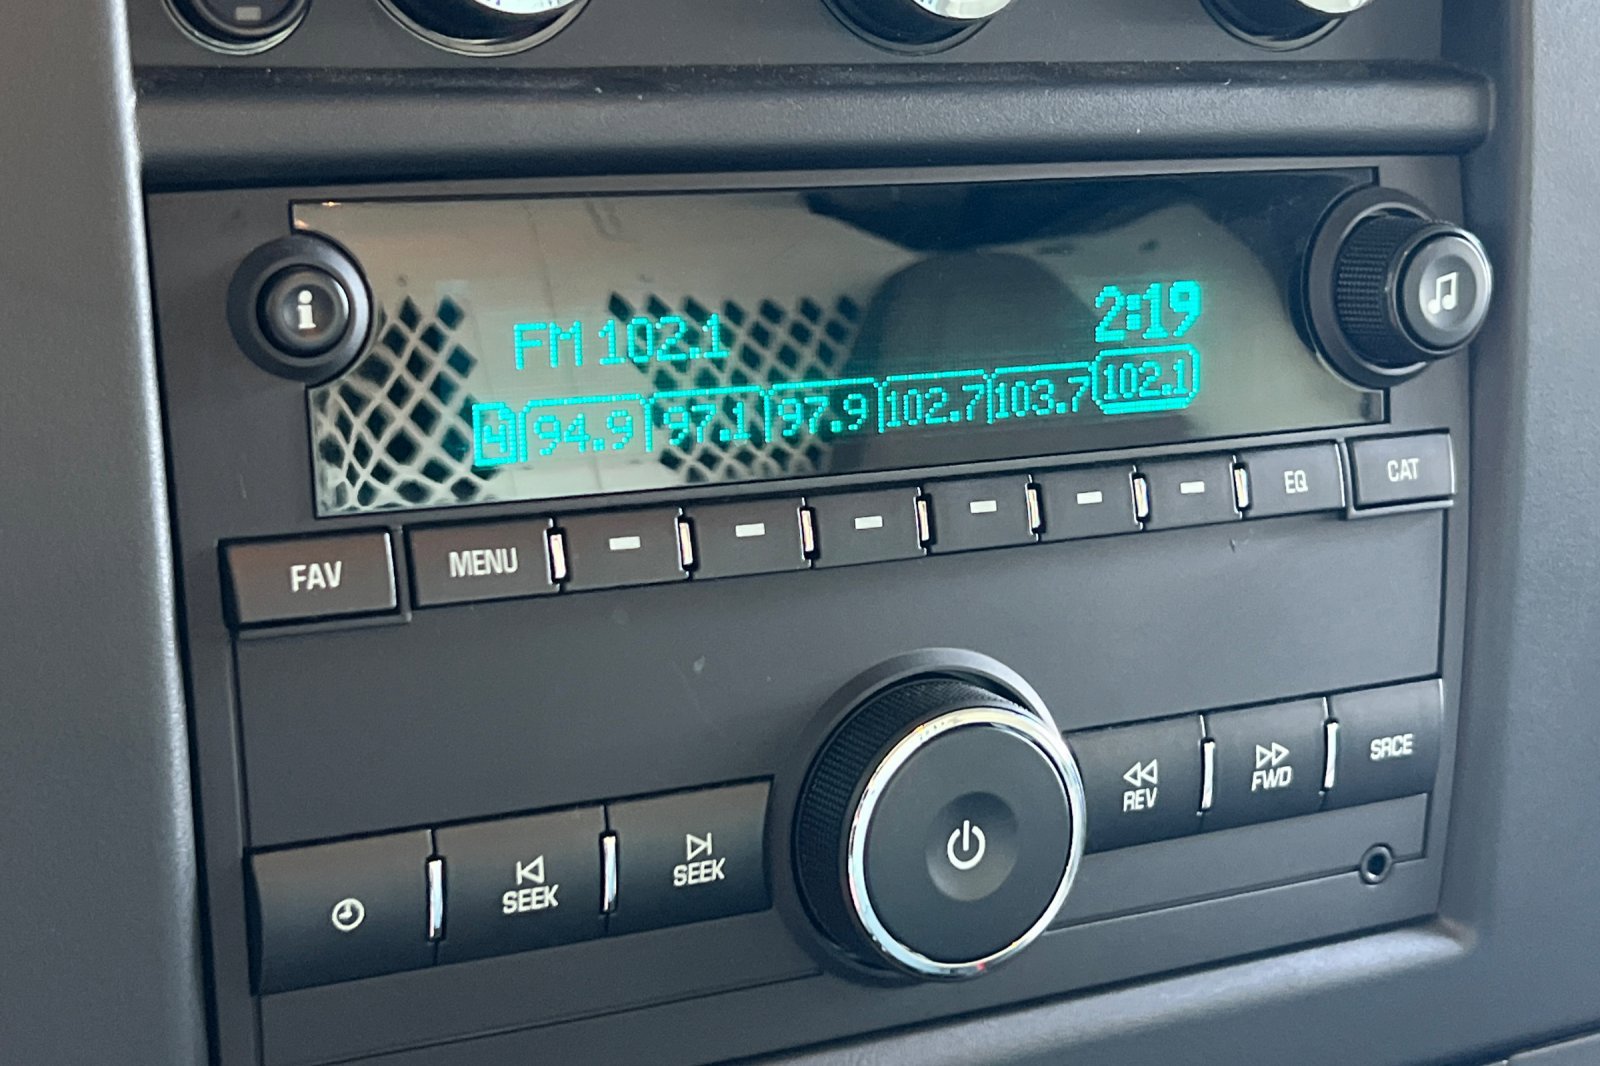 i
FM 102.1
2:19
4 94.9 97.1 97.9 102.7 103.7 102.1
FAV MENU EQ CAT
REV FWD SRCE
SEEK SEEK